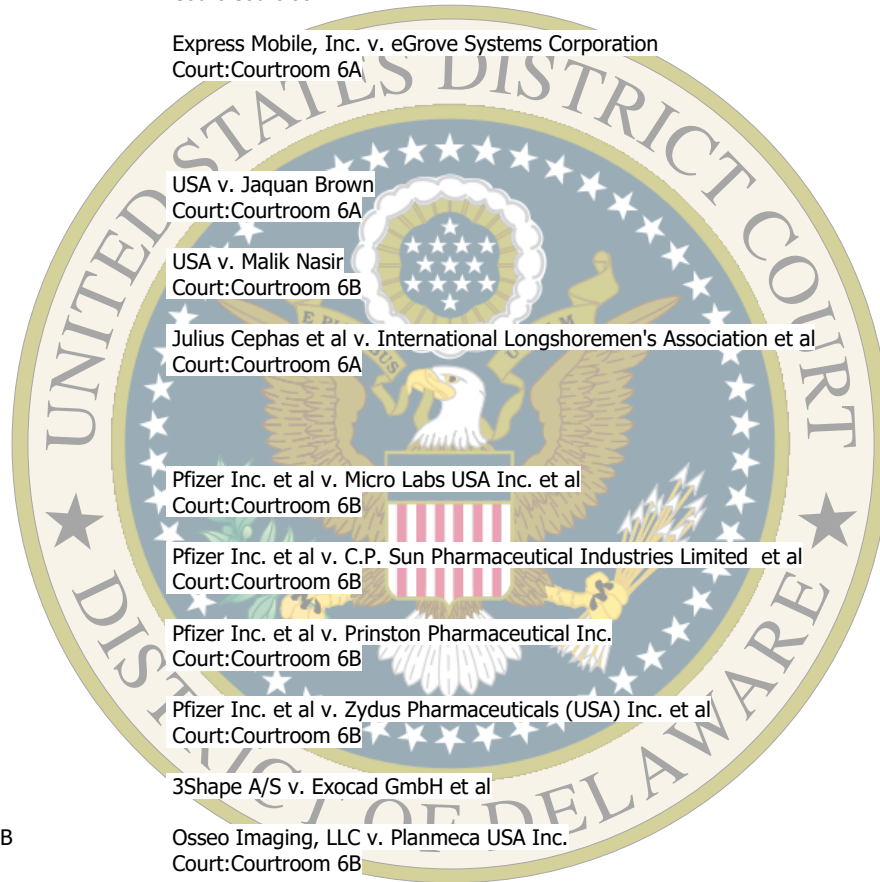 Express Mobile, Inc. v. eGrove Systems Corporation
Court:Courtroom 6A
USA v. Jaquan Brown
Court:Courtroom 6A
USA v. Malik Nasir
Court:Courtroom 6B
Julius Cephas et al v. International Longshoremen's Association et al
Court:Courtroom 6A
Pfizer Inc. et al v. Micro Labs USA Inc. et al
Court:Courtroom 6B
Pfizer Inc. et al v. C.P. Sun Pharmaceutical Industries Limited et al
Court:Courtroom 6B
Pfizer Inc. et al v. Prinston Pharmaceutical Inc.
Court:Courtroom 6B
Pfizer Inc. et al v. Zydus Pharmaceuticals (USA) Inc. et al
Court:Courtroom 6B
3Shape A/S v. Exocad GmbH et al
B Osseo Imaging, LLC v. Planmeca USA Inc.
Court:Courtroom 6B
UNITED STATES DISTRICT COURT
DISTRICT OF DELAWARE